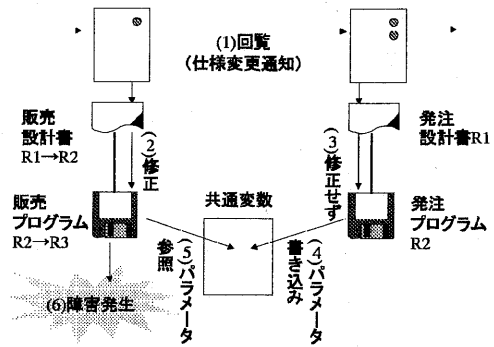 (1)回覧
(仕様変更通知)
販売
設計書
R1→R2
(2)修正
発注
設計書R1
(3)修正せず
販売
プログラム
R2→R3
共通変数
発注
プログラム
R2
(5)パラメータ
参照
(4)パラメータ
書き込み
(6)障害発生